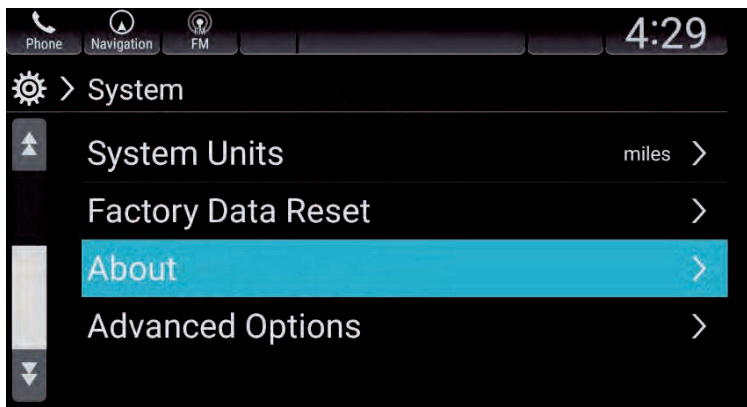 Phone Navigation FM 4:29
System
System Units miles
Factory Data Reset
About
Advanced Options